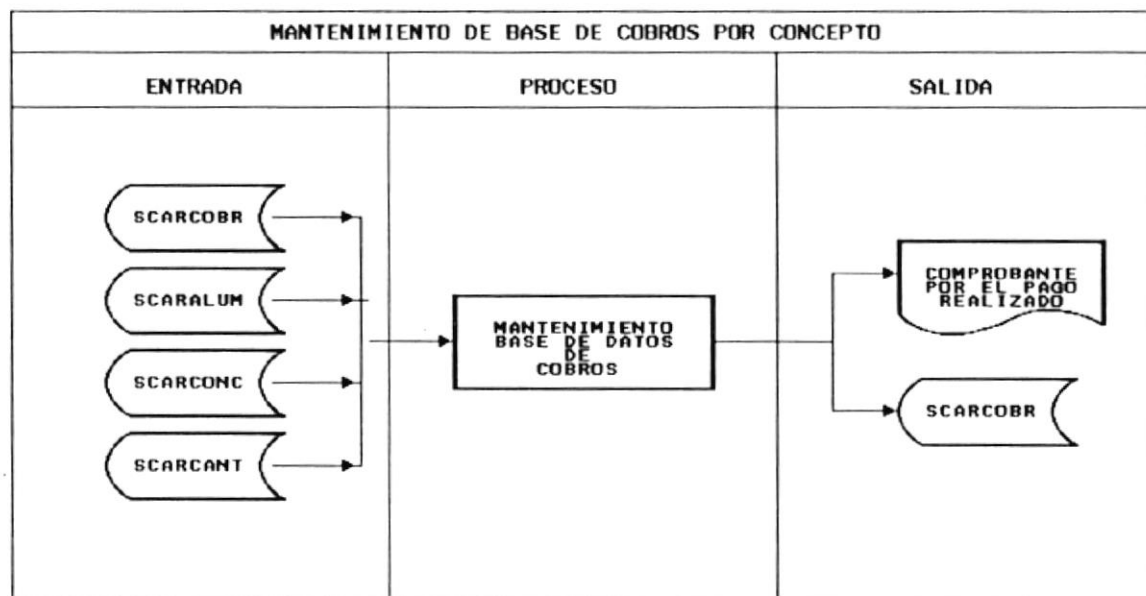 MANTENIMIENTO DE BASE DE COBROS POR CONCEPTO
ENTRADA
PROCESO
SALIDA
SCARCOBR
SCARALUM
SCARCONC
SCARCANT
MANTENIMIENTO
BASE DE DATOS
DE
COBROS
COMPROBANTE
POR EL PAGO
REALIZADO
SCARCOBR